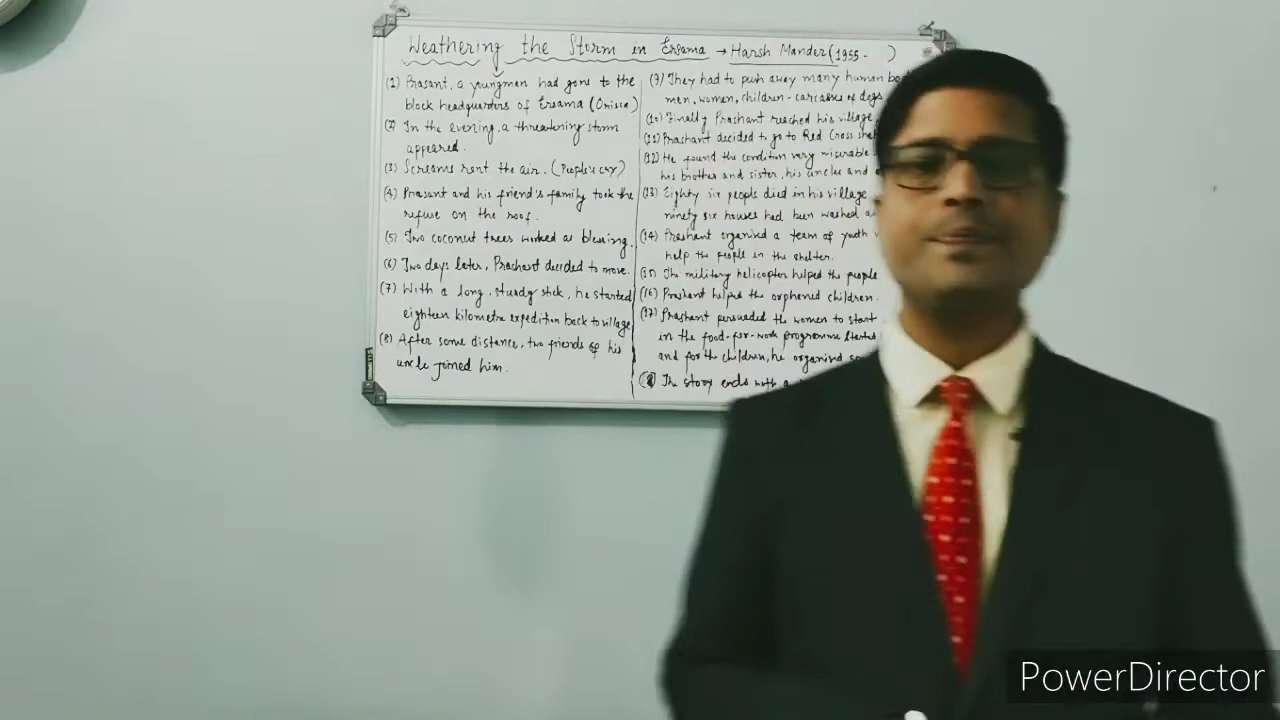 Weathering the Storm in Ersama → Harsh Mander (1955- )
(1) Prasant, a youngman had gone to the
block headquarters of Ersama (Orissa)
(2) In the evening, a threatening storm
appeared.
(3) Screams rent the air. (People's cry)
(4) Prasant and his friend's family took the
refuge on the roof.
(5) Two coconut trees worked as blessing.
(6) Two days later, Prashant decided to move.
(7) With a long, sturdy stick, he started
eighteen kilometre expedition back to village
(8) After some distance, two friends of his
uncle joined him.
(9) They had to push away many human bo
men, women, children - carcasses of dogs
(10) Finally Prashant reached his village,
(11) Prashant decided to go to Red Cross shel
(12) He found the condition very miserable.
his brother and sister, his uncles and a
(13) Eighty six people died in his village
ninety six houses had been washed a
(14) Prashant organised a team of youth
help the people in the shelter.
(15) The military helicopter helped the people
(16) Prashant helped the orphaned children.
(17) Prashant persuaded the women to start
in the food-for-work programme started
and for the children, he organised
The story ends with a
PowerDirector